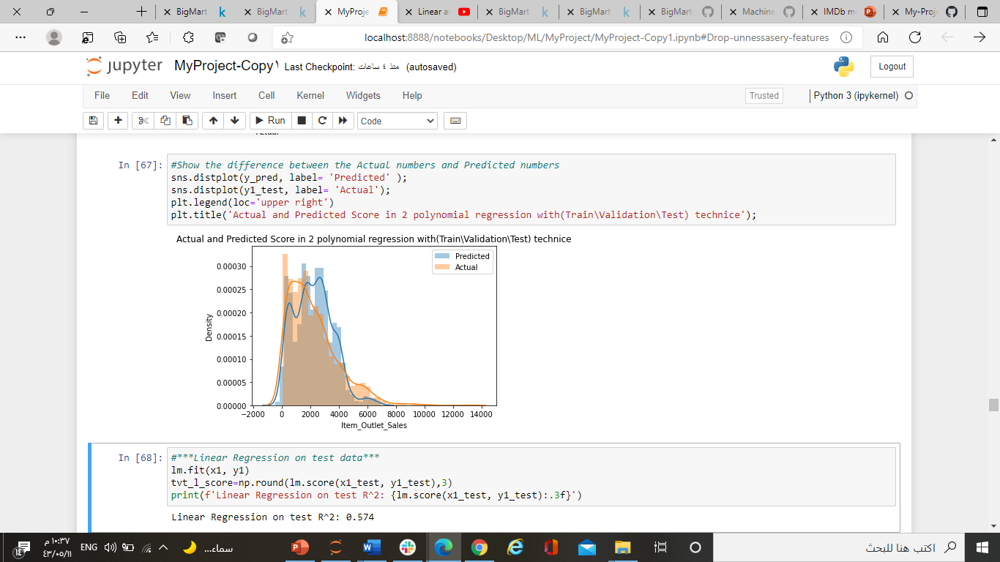 BigMart
BigMart
MyProje
Linear a
BigMart
BigMart
BigMart
Machine
IMDb m
My-Proj
localhost:8888/notebooks/Desktop/ML/MyProject/MyProject-Copy1.ipynb#Drop-unnessasery-features
jupyter MyProject-Copy١ Last Checkpoint: منذ ٤ ساعات (autosaved)
Logout
File Edit View Insert Cell Kernel Widgets Help
Trusted
Python 3 (ipykernel)
Run
Code
Actual
In [67]:
#Show the difference between the Actual numbers and Predicted numbers
sns.distplot(y_pred, label= 'Predicted' );
sns.distplot(y1_test, label= 'Actual');
plt.legend(loc='upper right')
plt.title('Actual and Predicted Score in 2 polynomial regression with(Train\Validation\Test) technice');
Actual and Predicted Score in 2 polynomial regression with(Train\Validation\Test) technice
Predicted
Actual
0.00030
0.00025
0.00020
0.00015
0.00010
0.00005
0.00000
Density
−2000 0 2000 4000 6000 8000 10000 12000 14000
Item_Outlet_Sales
In [68]:
#***Linear Regression on test data***
lm.fit(x1, y1)
tvt_l_score=np.round(lm.score(x1_test, y1_test),3)
print(f'Linear Regression on test R^2: {lm.score(x1_test, y1_test):.3f}')
Linear Regression on test R^2: 0.574
١٠:٣٧ م
٤٣/٠٥/١١
ENG
سماء...
اكتب هنا للبحث